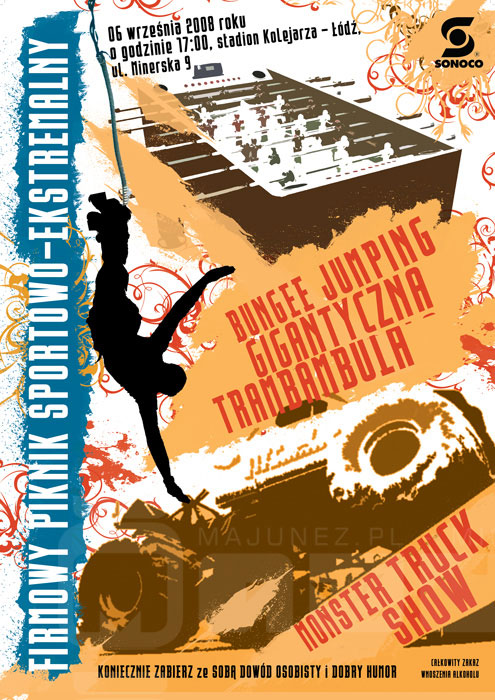 06 września 2008 roku
o godzinie 17:00, stadion Kolejarza - Łódź,
ul. Minerska 9
SONOCO
FIRMOWY PIKNIK SPORTOWO-EKSTREMALNY
BUNGEE JUMPING
GIGANTYCZNA
TRAMBAMBULA
MAJUNEZ.PL
MONSTER TRUCK
SHOW
KONIECZNIE ZABIERZ ze SOBĄ DOWÓD OSOBISTY i DOBRY HUMOR
CAŁKOWITY ZAKAZ
WNOSZENIA ALKOHOLU